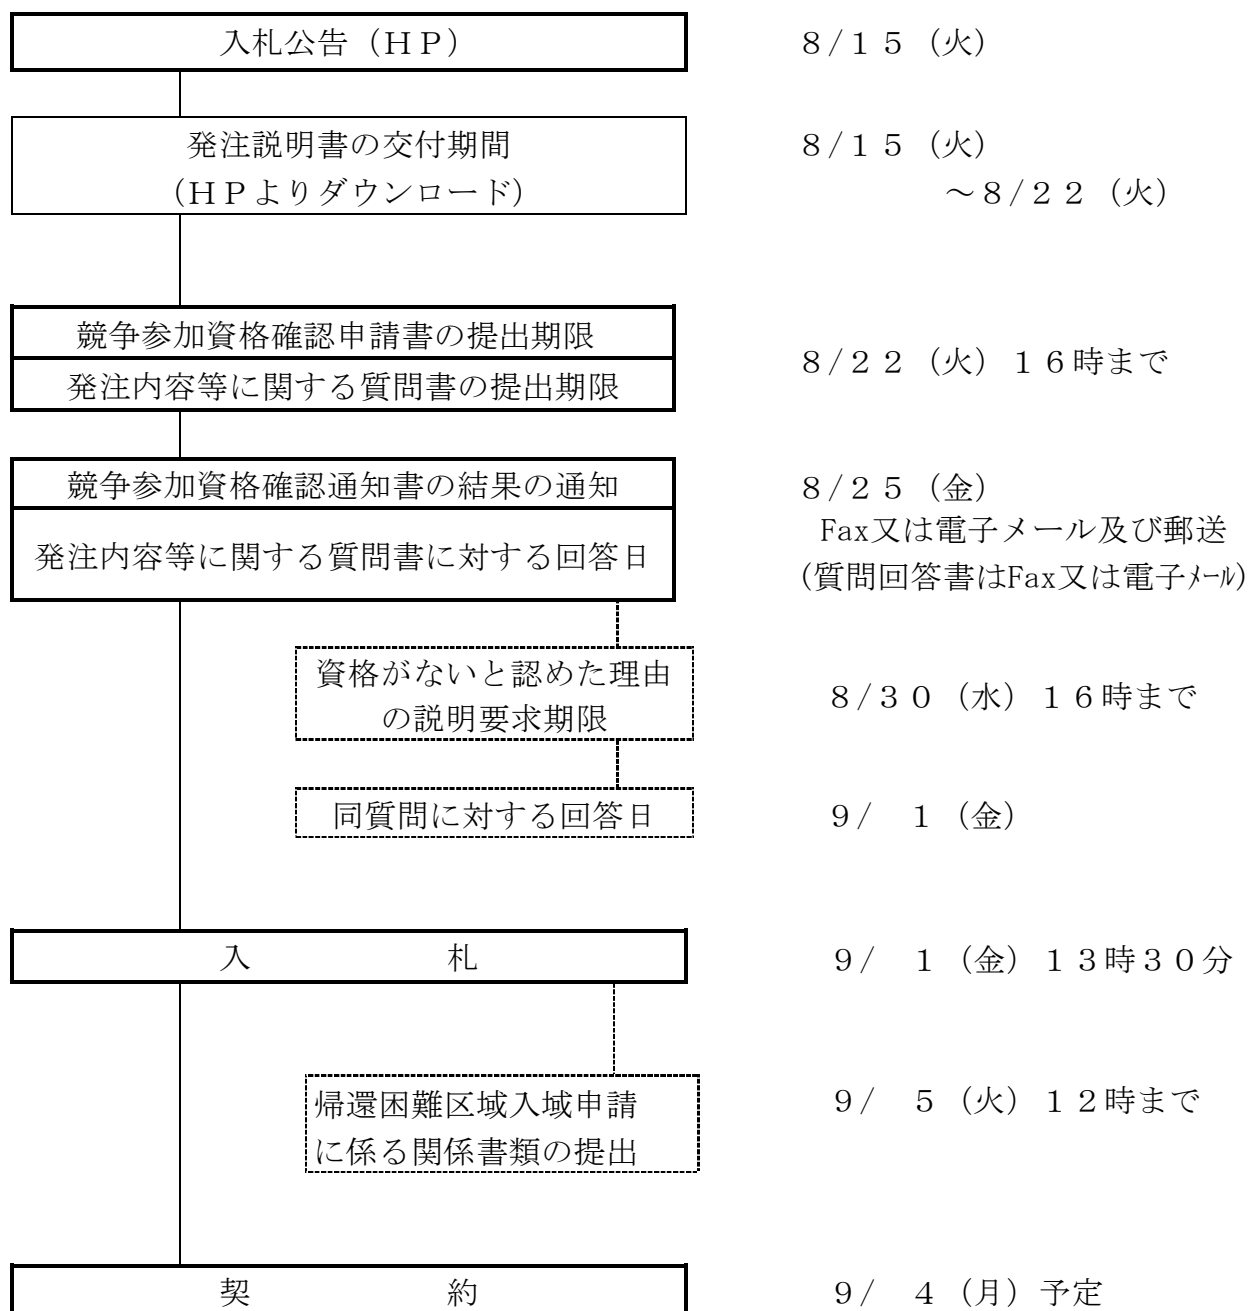 入札公告（ＨＰ）　８/１５（火）
発注説明書の交付期間　８/１５（火）
（ＨＰよりダウンロード）　～８/２２（火）
競争参加資格確認申請書の提出期限
発注内容等に関する質問書の提出期限
８/２２（火）１６時まで
競争参加資格確認通知書の結果の通知
発注内容等に関する質問書に対する回答日
８/２５（金）
Fax又は電子メール及び郵送
(質問回答書はFax又は電子ﾒｰﾙ)
資格がないと認めた理由
の説明要求期限
８/３０（水）１６時まで
同質問に対する回答日　９/　１（金）
入　　　　　札　９/　１（金）１３時３０分
帰還困難区域入域申請
に係る関係書類の提出
９/　５（火）１２時まで
契　　　　　約　９/　４（月）予定